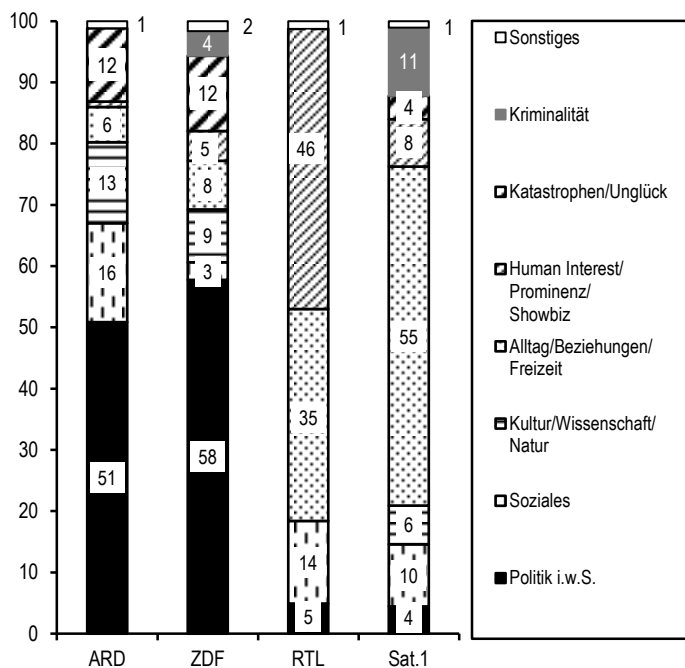 100
90
80
70
60
50
40
30
20
10
0
1
12
6
13
16
51
2
4
12
5
8
9
3
58
1
46
35
14
5
1
11
4
8
55
6
10
4
ARD
ZDF
RTL
Sat.1
Sonstiges
Kriminalität
Katastrophen/Unglück
Human Interest/
Prominenz/
Showbiz
Alltag/Beziehungen/
Freizeit
Kultur/Wissenschaft/
Natur
Soziales
Politik i.w.S.